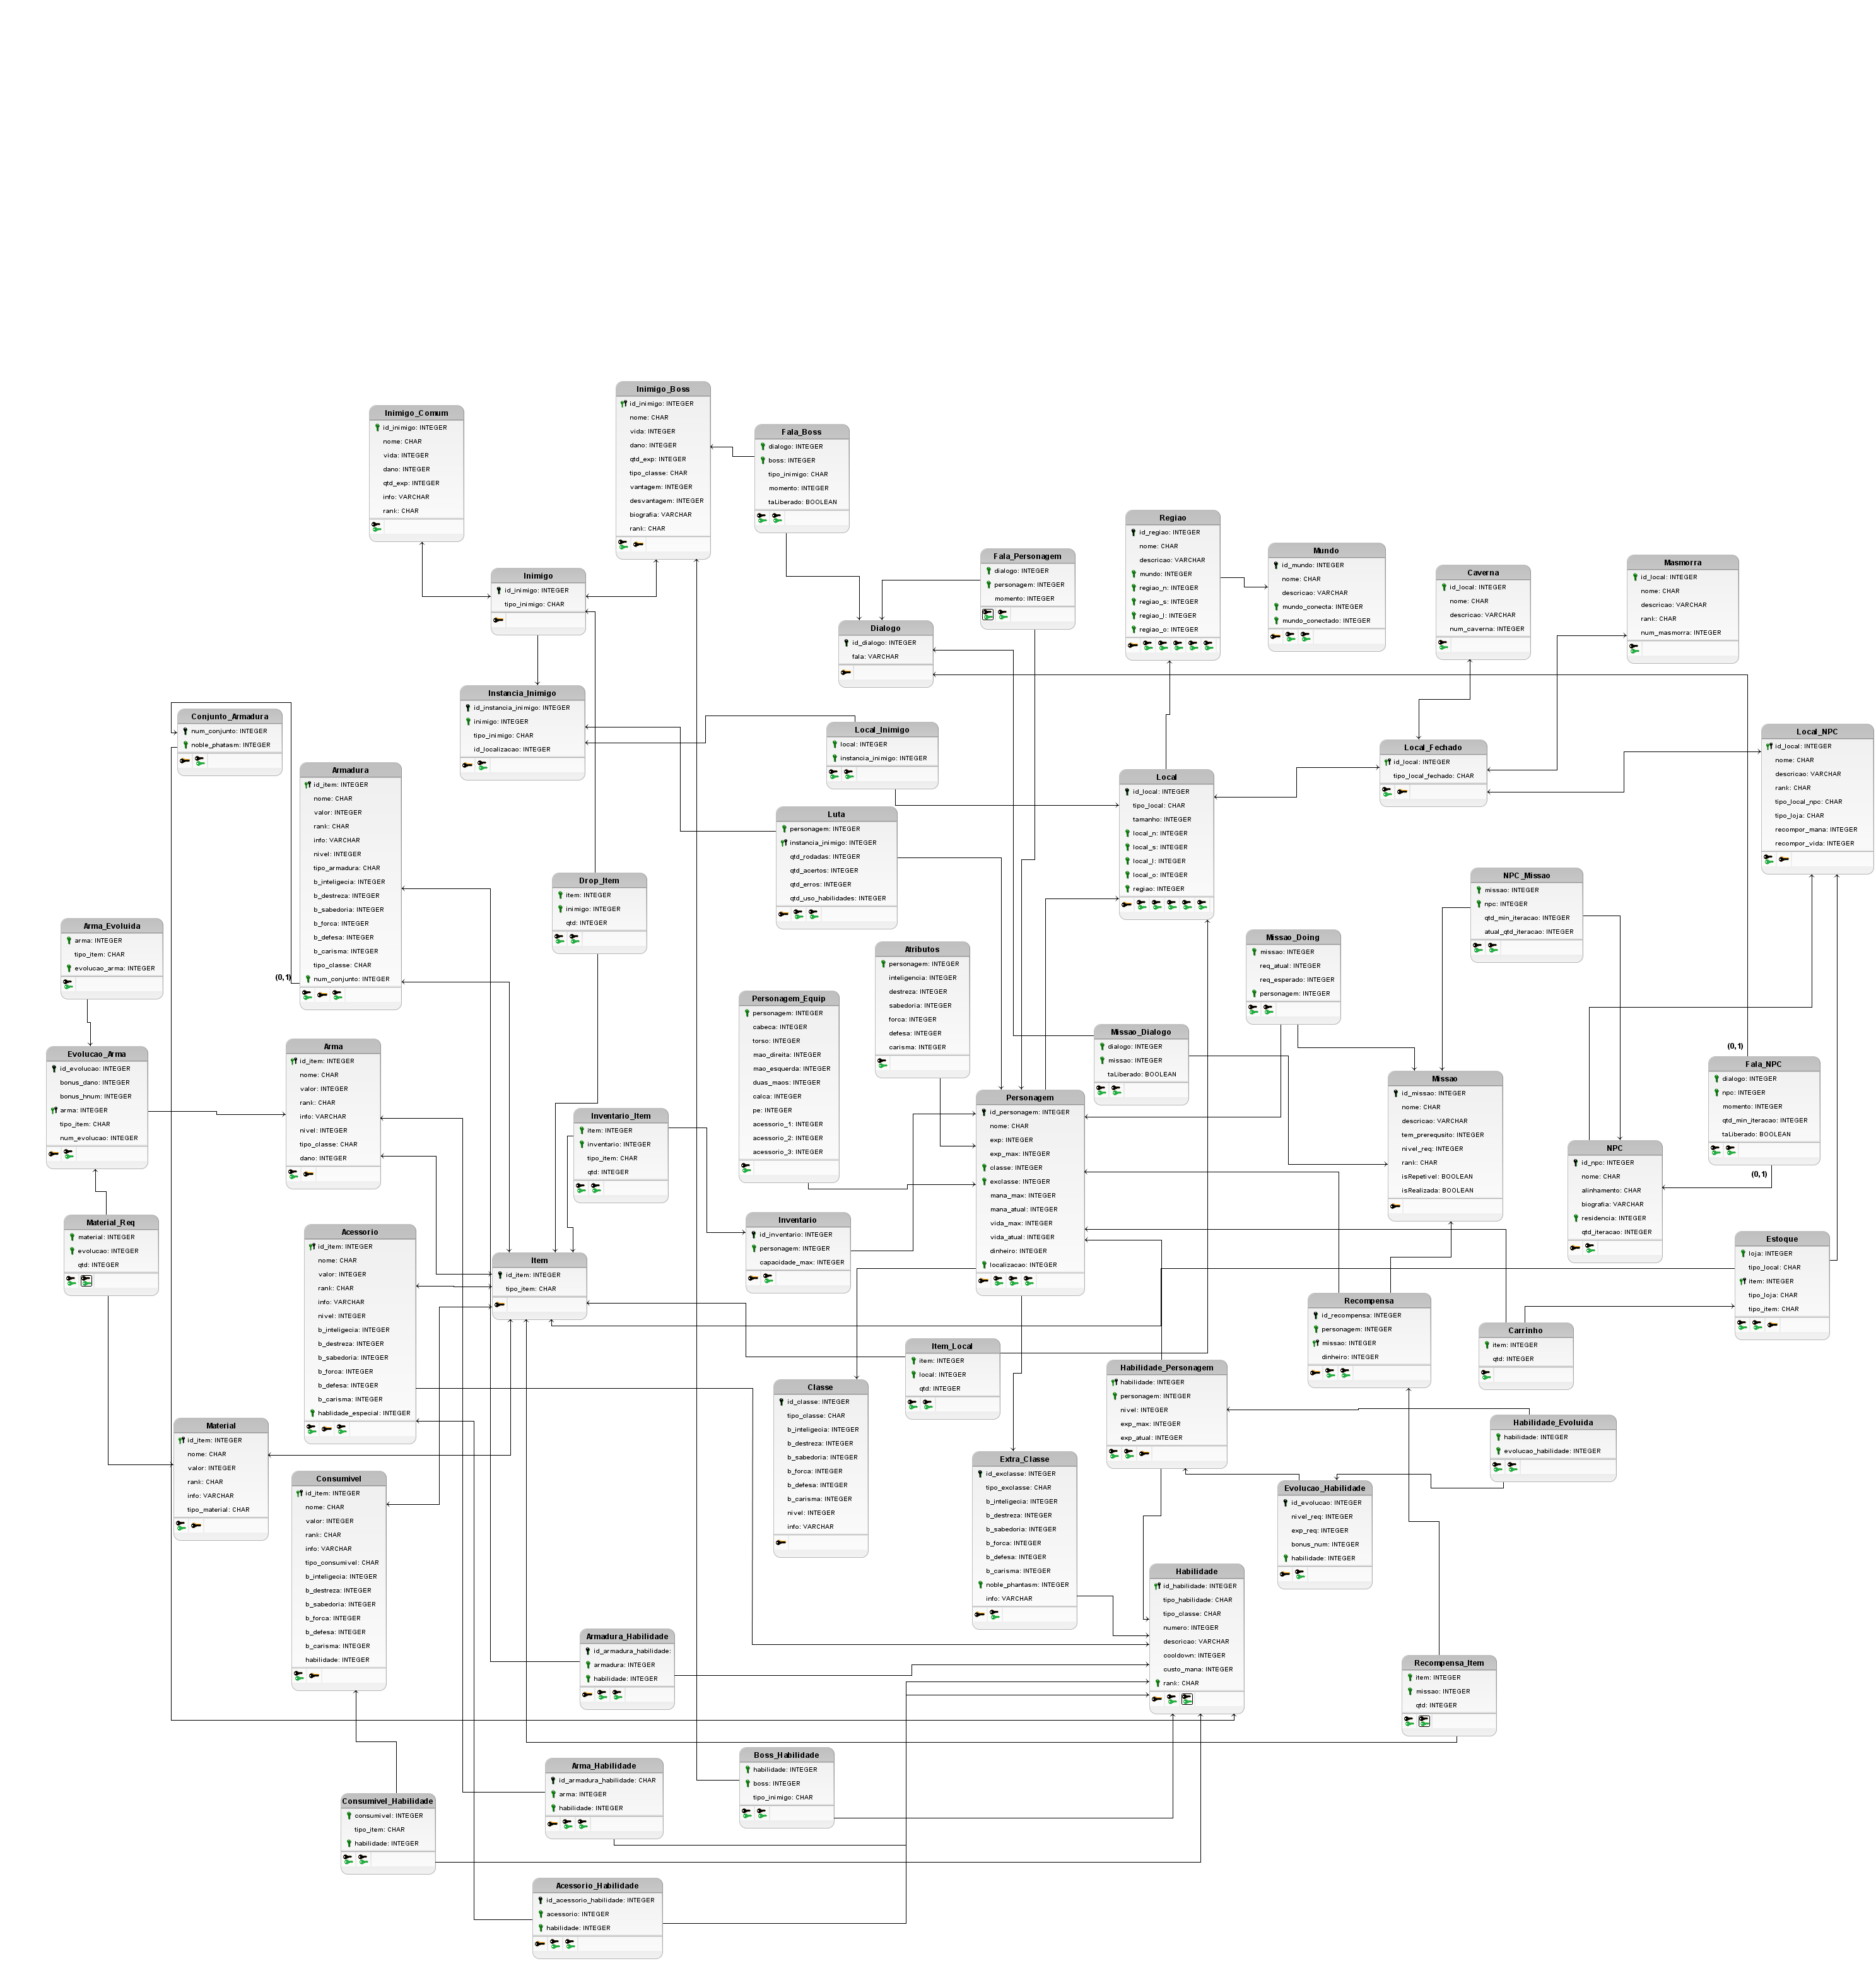 Inimigo_Boss
id_inimigo: INTEGER
nome: CHAR
vida: INTEGER
dano: INTEGER
qtd_exp: INTEGER
tipo_classe: CHAR
vantagem: INTEGER
desvantagem: INTEGER
biografia: VARCHAR
rank: CHAR
Inimigo_Comum
id_inimigo: INTEGER
nome: CHAR
vida: INTEGER
dano: INTEGER
qtd_exp: INTEGER
info: VARCHAR
rank: CHAR
Fala_Boss
dialogo: INTEGER
boss: INTEGER
tipo_inimigo: CHAR
momento: INTEGER
taLiberado: BOOLEAN
Regiao
id_regiao: INTEGER
nome: CHAR
descricao: VARCHAR
mundo: INTEGER
regiao_n: INTEGER
regiao_s: INTEGER
regiao_l: INTEGER
regiao_o: INTEGER
Mundo
id_mundo: INTEGER
nome: CHAR
descricao: VARCHAR
mundo_conecta: INTEGER
mundo_conectado: INTEGER
Fala_Personagem
dialogo: INTEGER
personagem: INTEGER
momento: INTEGER
Masmorra
id_local: INTEGER
nome: CHAR
descricao: VARCHAR
rank: CHAR
num_masmorra: INTEGER
Caverna
id_local: INTEGER
nome: CHAR
descricao: VARCHAR
num_caverna: INTEGER
Inimigo
id_inimigo: INTEGER
tipo_inimigo: CHAR
Dialogo
id_dialogo: INTEGER
fala: VARCHAR
Instancia_Inimigo
id_instancia_inimigo: INTEGER
inimigo: INTEGER
tipo_inimigo: CHAR
id_localizacao: INTEGER
Conjunto_Armadura
num_conjunto: INTEGER
noble_phatasm: INTEGER
Local_Inimigo
local: INTEGER
instancia_inimigo: INTEGER
Local_NPC
id_local: INTEGER
nome: CHAR
descricao: VARCHAR
rank: CHAR
tipo_local_npc: CHAR
tipo_loja: CHAR
recompor_mana: INTEGER
recompor_vida: INTEGER
Local_Fechado
id_local: INTEGER
tipo_local_fechado: CHAR
Armadura
id_item: INTEGER
nome: CHAR
valor: INTEGER
rank: CHAR
info: VARCHAR
nivel: INTEGER
tipo_armadura: CHAR
b_inteligecia: INTEGER
b_destreza: INTEGER
b_sabedoria: INTEGER
b_forca: INTEGER
b_defesa: INTEGER
b_carisma: INTEGER
tipo_classe: CHAR
num_conjunto: INTEGER
(0, 1)
Local
id_local: INTEGER
tipo_local: CHAR
tamanho: INTEGER
local_n: INTEGER
local_s: INTEGER
local_l: INTEGER
local_o: INTEGER
regiao: INTEGER
Luta
personagem: INTEGER
instancia_inimigo: INTEGER
qtd_rodadas: INTEGER
qtd_acertos: INTEGER
qtd_erros: INTEGER
qtd_uso_habilidades: INTEGER
NPC_Missao
missao: INTEGER
npc: INTEGER
qtd_min_iteracao: INTEGER
atual_qtd_iteracao: INTEGER
Drop_Item
item: INTEGER
inimigo: INTEGER
qtd: INTEGER
Arma_Evoluida
arma: INTEGER
tipo_item: CHAR
evolucao_arma: INTEGER
Missao_Doing
missao: INTEGER
req_atual: INTEGER
req_esperado: INTEGER
personagem: INTEGER
Atributos
personagem: INTEGER
inteligencia: INTEGER
destreza: INTEGER
sabedoria: INTEGER
forca: INTEGER
defesa: INTEGER
carisma: INTEGER
Personagem_Equip
personagem: INTEGER
cabeca: INTEGER
torso: INTEGER
mao_direita: INTEGER
mao_esquerda: INTEGER
duas_maos: INTEGER
calca: INTEGER
pe: INTEGER
acessorio_1: INTEGER
acessorio_2: INTEGER
acessorio_3: INTEGER
Missao_Dialogo
dialogo: INTEGER
missao: INTEGER
taLiberado: BOOLEAN
Evolucao_Arma
id_evolucao: INTEGER
bonus_dano: INTEGER
bonus_hnum: INTEGER
arma: INTEGER
tipo_item: CHAR
num_evolucao: INTEGER
Arma
id_item: INTEGER
nome: CHAR
valor: INTEGER
rank: CHAR
info: VARCHAR
nivel: INTEGER
tipo_classe: CHAR
dano: INTEGER
(0, 1)
Fala_NPC
dialogo: INTEGER
npc: INTEGER
momento: INTEGER
qtd_min_iteracao: INTEGER
taLiberado: BOOLEAN
(0, 1)
Missao
id_missao: INTEGER
nome: CHAR
descricao: VARCHAR
tem_prerequsito: INTEGER
nivel_req: INTEGER
rank: CHAR
isRepetivel: BOOLEAN
isRealizada: BOOLEAN
Personagem
id_personagem: INTEGER
nome: CHAR
exp: INTEGER
exp_max: INTEGER
classe: INTEGER
exclasse: INTEGER
mana_max: INTEGER
mana_atual: INTEGER
vida_max: INTEGER
vida_atual: INTEGER
dinheiro: INTEGER
localizacao: INTEGER
Inventario_Item
item: INTEGER
inventario: INTEGER
tipo_item: CHAR
qtd: INTEGER
NPC
id_npc: INTEGER
nome: CHAR
alinhamento: CHAR
biografia: VARCHAR
residencia: INTEGER
qtd_iteracao: INTEGER
Material_Req
material: INTEGER
evolucao: INTEGER
qtd: INTEGER
Inventario
id_inventario: INTEGER
personagem: INTEGER
capacidade_max: INTEGER
Acessorio
id_item: INTEGER
nome: CHAR
valor: INTEGER
rank: CHAR
info: VARCHAR
nivel: INTEGER
b_inteligecia: INTEGER
b_destreza: INTEGER
b_sabedoria: INTEGER
b_forca: INTEGER
b_defesa: INTEGER
b_carisma: INTEGER
hablidade_especial: INTEGER
Estoque
loja: INTEGER
tipo_local: CHAR
item: INTEGER
tipo_loja: CHAR
tipo_item: CHAR
Item
id_item: INTEGER
tipo_item: CHAR
Recompensa
id_recompensa: INTEGER
personagem: INTEGER
missao: INTEGER
dinheiro: INTEGER
Carrinho
item: INTEGER
qtd: INTEGER
Item_Local
item: INTEGER
local: INTEGER
qtd: INTEGER
Habilidade_Personagem
habilidade: INTEGER
personagem: INTEGER
nivel: INTEGER
exp_max: INTEGER
exp_atual: INTEGER
Classe
id_classe: INTEGER
tipo_classe: CHAR
b_inteligecia: INTEGER
b_destreza: INTEGER
b_sabedoria: INTEGER
b_forca: INTEGER
b_defesa: INTEGER
b_carisma: INTEGER
nivel: INTEGER
info: VARCHAR
Habilidade_Evoluida
habilidade: INTEGER
evolucao_habilidade: INTEGER
Material
id_item: INTEGER
nome: CHAR
valor: INTEGER
rank: CHAR
info: VARCHAR
tipo_material: CHAR
Extra_Classe
id_exclasse: INTEGER
tipo_exclasse: CHAR
b_inteligecia: INTEGER
b_destreza: INTEGER
b_sabedoria: INTEGER
b_forca: INTEGER
b_defesa: INTEGER
b_carisma: INTEGER
noble_phantasm: INTEGER
info: VARCHAR
Consumivel
id_item: INTEGER
nome: CHAR
valor: INTEGER
rank: CHAR
info: VARCHAR
tipo_consumivel: CHAR
b_inteligecia: INTEGER
b_destreza: INTEGER
b_sabedoria: INTEGER
b_forca: INTEGER
b_defesa: INTEGER
b_carisma: INTEGER
habilidade: INTEGER
Evolucao_Habilidade
id_evolucao: INTEGER
nivel_req: INTEGER
exp_req: INTEGER
bonus_num: INTEGER
habilidade: INTEGER
Habilidade
id_habilidade: INTEGER
tipo_habilidade: CHAR
tipo_classe: CHAR
numero: INTEGER
descricao: VARCHAR
cooldown: INTEGER
custo_mana: INTEGER
rank: CHAR
Armadura_Habilidade
id_armadura_habilidade:
armadura: INTEGER
habilidade: INTEGER
Recompensa_Item
item: INTEGER
missao: INTEGER
qtd: INTEGER
Boss_Habilidade
habilidade: INTEGER
boss: INTEGER
tipo_inimigo: CHAR
Arma_Habilidade
id_armadura_habilidade: CHAR
arma: INTEGER
habilidade: INTEGER
Consumivel_Habilidade
consumivel: INTEGER
tipo_item: CHAR
habilidade: INTEGER
Acessorio_Habilidade
id_acessorio_habilidade: INTEGER
acessorio: INTEGER
habilidade: INTEGER